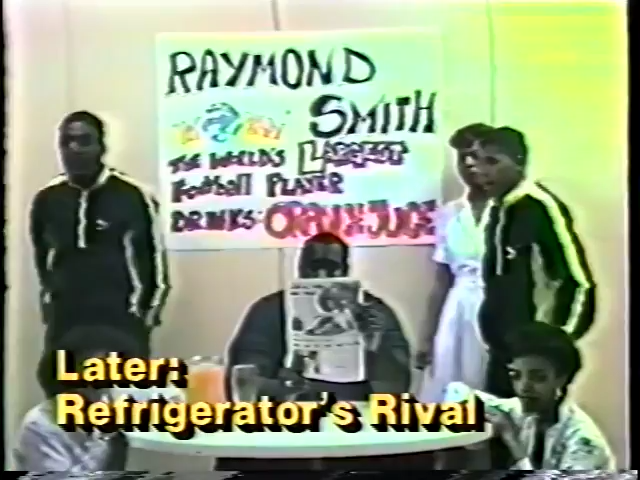 RAYMOND
SMITH
THE WORLD'S LARGEST
FOOTBALL PLAYER
DRINKS: ORANGE JUICE
Later:
Refrigerator's Rival